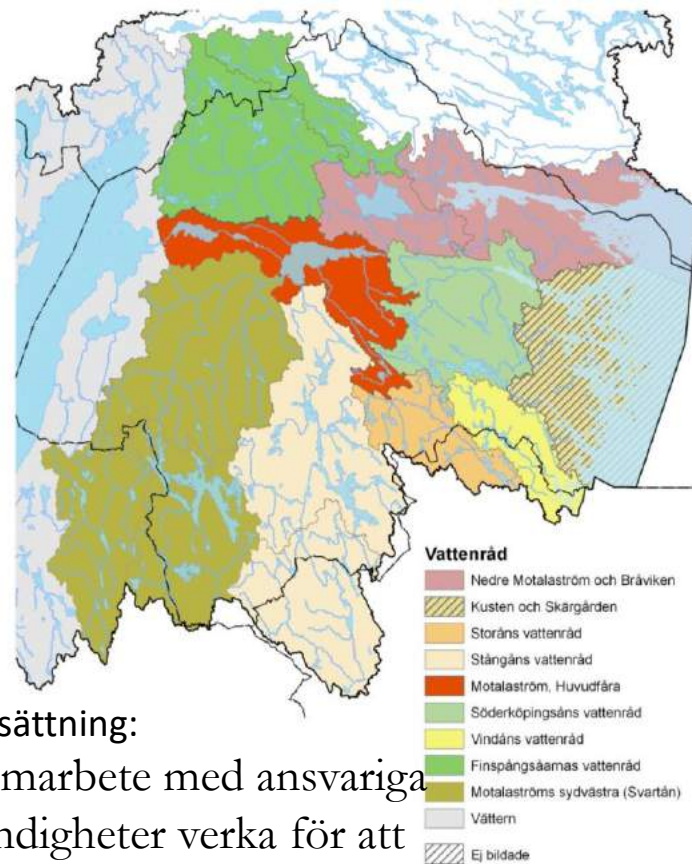 Vattenråd
Nedre Motalaström och Bråviken
Kusten och Skärgården
Storåns vattenråd
Stångåns vattenråd
Motalaström, Huvudfåra
Söderköpingsåns vattenråd
Vindåns vattenråd
Finspångsåarnas vattenråd
Motalaströms sydvästra (Svartån)
Vättern
Ej bildade
sättning:
marbete med ansvariga
ndigheter verka för att